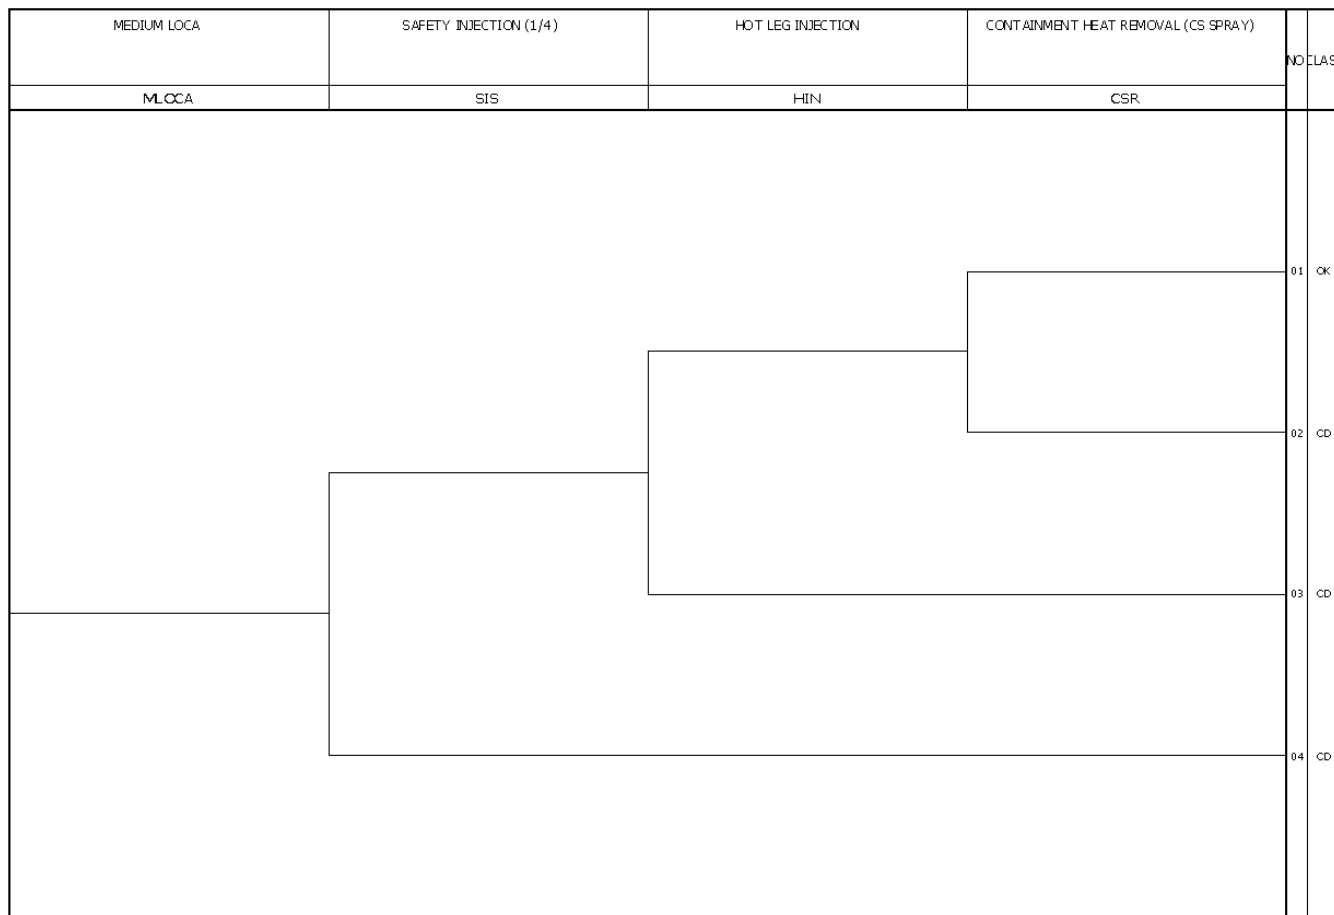 MEDIUM LOCA
SAFETY INJECTION (1/4)
HOT LEG INJECTION
CONTAINMENT HEAT REMOVAL (CS SPRAY)
NO
CLAS
MLOCA
SIS
HIN
CSR
01 OK
02 CD
03 CD
04 CD